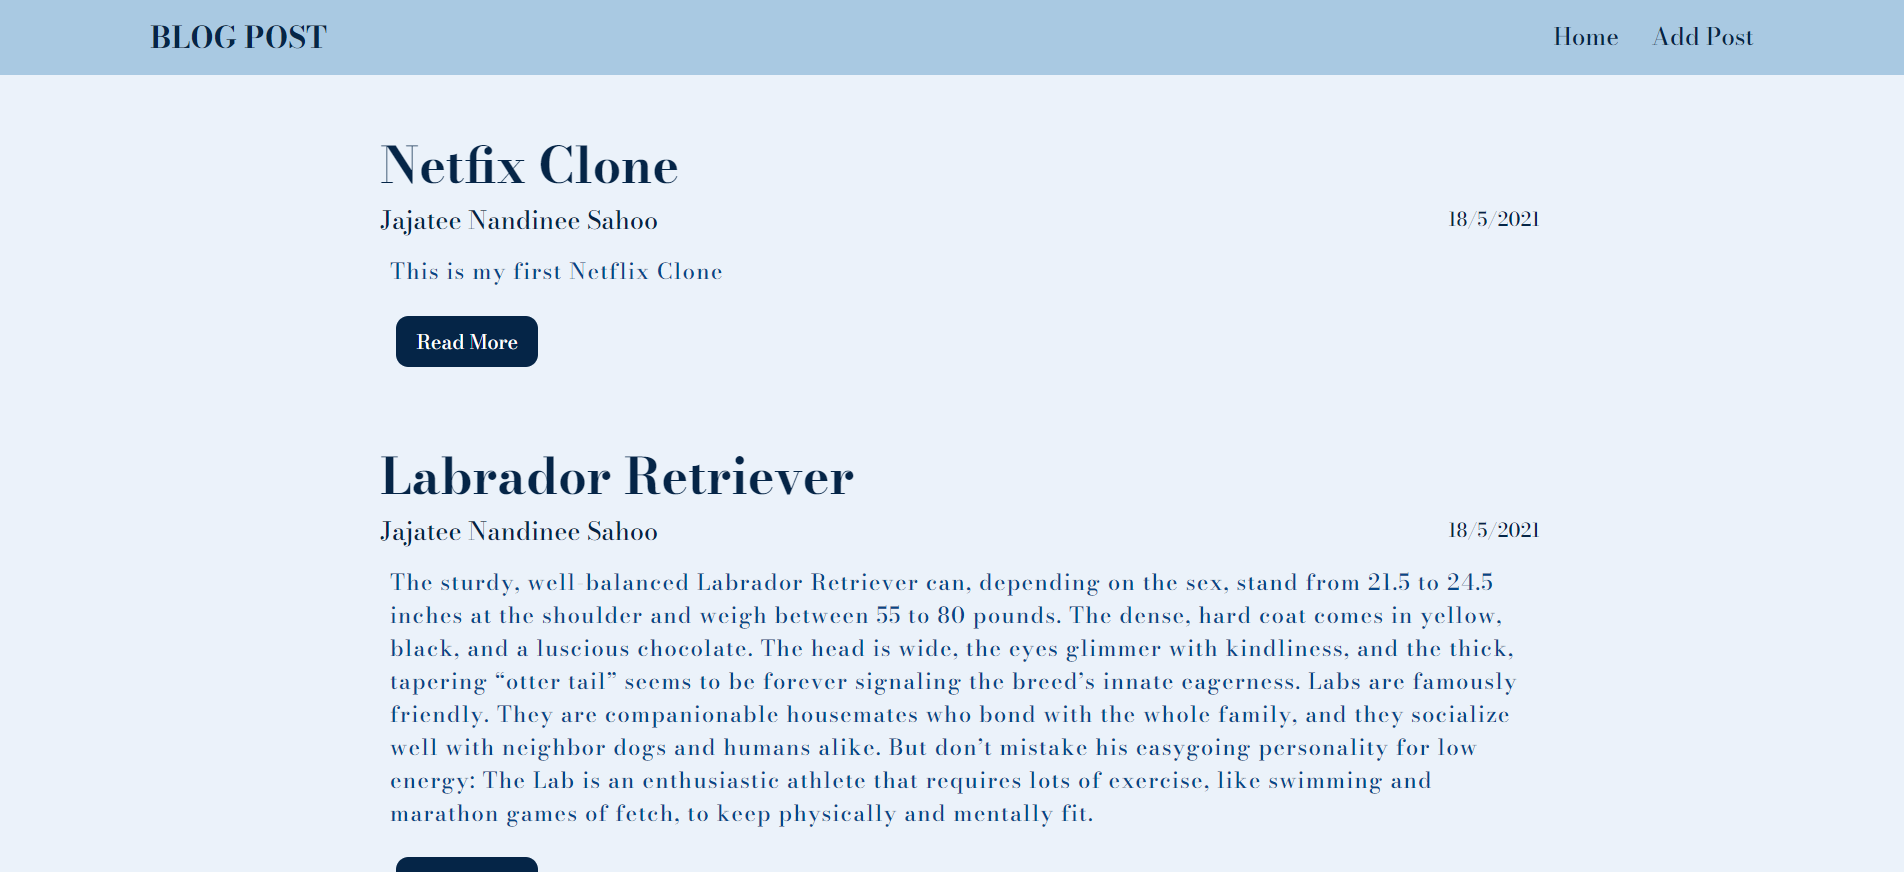 BLOG POST
Home
Add Post
Netfix Clone
Jajatee Nandinee Sahoo
18/5/2021
This is my first Netflix Clone
Read More
Labrador Retriever
Jajatee Nandinee Sahoo
18/5/2021
The sturdy, well-balanced Labrador Retriever can, depending on the sex, stand from 21.5 to 24.5
inches at the shoulder and weigh between 55 to 80 pounds. The dense, hard coat comes in yellow,
black, and a luscious chocolate. The head is wide, the eyes glimmer with kindliness, and the thick,
tapering “otter tail” seems to be forever signaling the breed’s innate eagerness. Labs are famously
friendly. They are companionable housemates who bond with the whole family, and they socialize
well with neighbor dogs and humans alike. But don’t mistake his easygoing personality for low
energy: The Lab is an enthusiastic athlete that requires lots of exercise, like swimming and
marathon games of fetch, to keep physically and mentally fit.